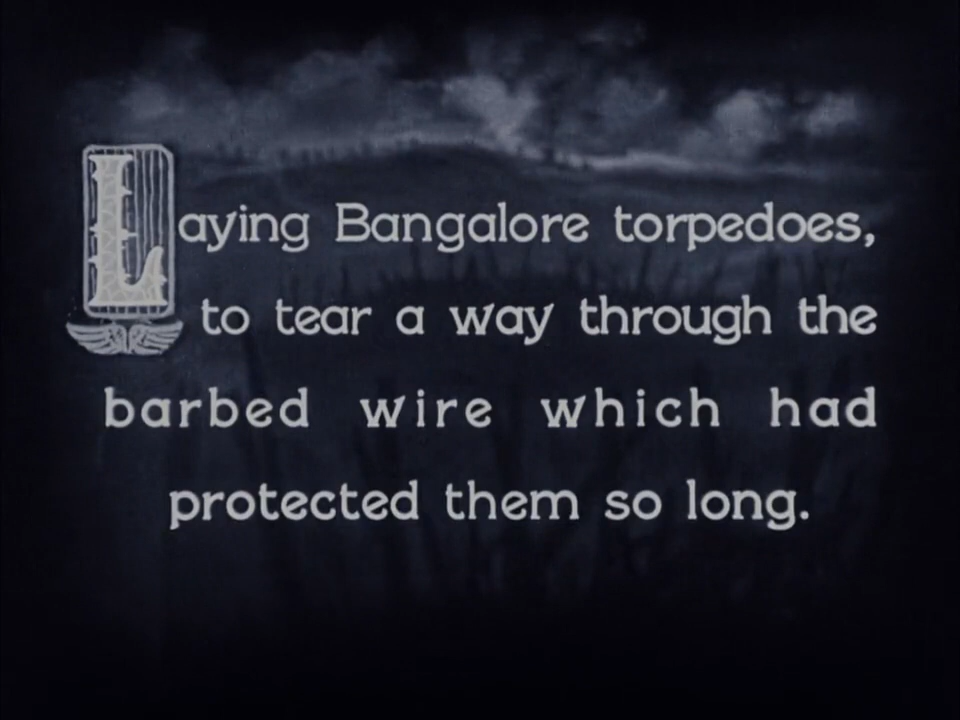 Laying Bangalore torpedoes,
to tear a way through the
barbed wire which had
protected them so long.